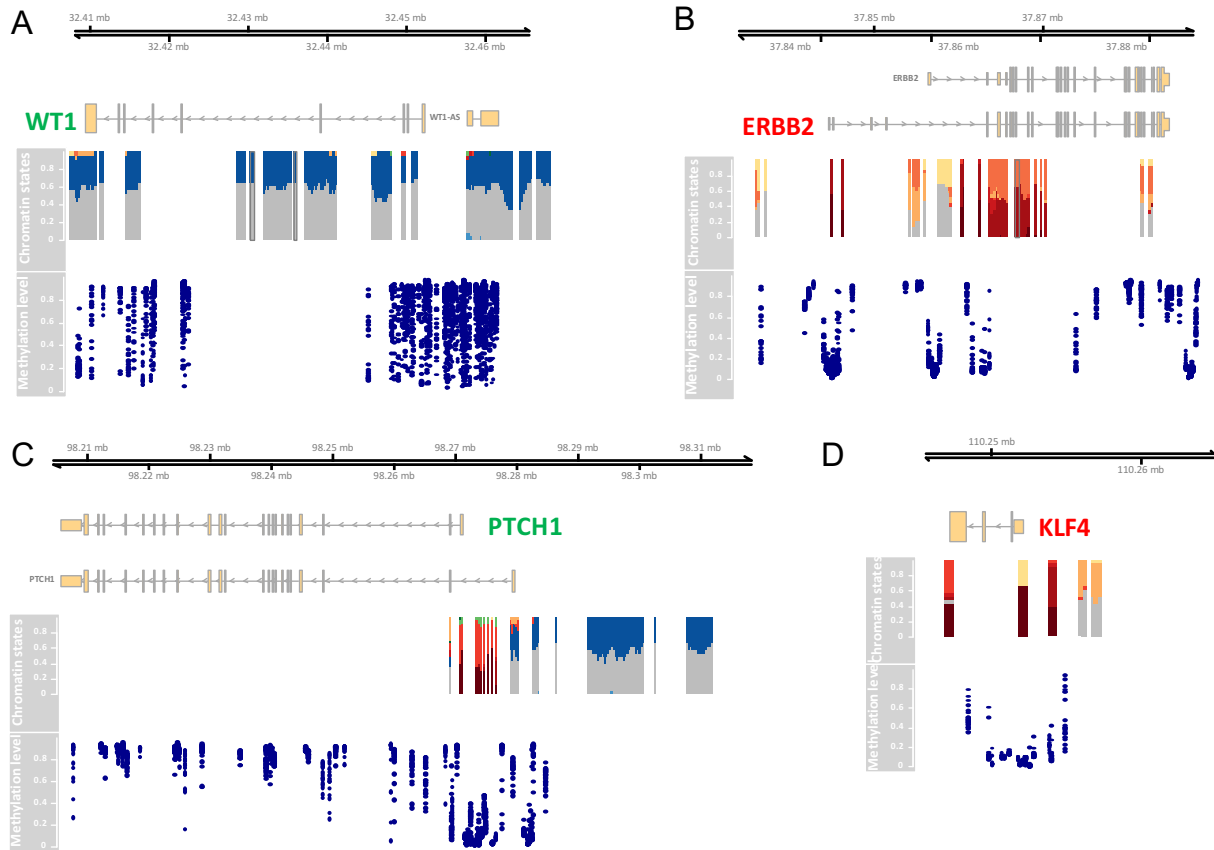 A
32.41 mb 32.43 mb 32.45 mb
32.42 mb 32.44 mb 32.46 mb
WT1
WT1-AS
Chromatin states
0.8
0.6
0.4
0.2
0
Methylation level
0.8
0.6
0.4
0.2
0
B
37.85 mb 37.87 mb
37.84 mb 37.86 mb 37.88 mb
ERBB2
ERBB2
Chromatin states
0.8
0.6
0.4
0.2
0
Methylation level
0.8
0.6
0.4
0.2
0
C
98.21 mb 98.23 mb 98.25 mb 98.27 mb 98.29 mb 98.31 mb
98.22 mb 98.24 mb 98.26 mb 98.28 mb 98.3 mb
PTCH1
PTCH1
Chromatin states
0.8
0.6
0.4
0.2
0
Methylation level
0.8
0.6
0.4
0.2
0
D
110.25 mb
110.26 mb
KLF4
Chromatin states
0.8
0.6
0.4
0.2
0
Methylation level
0.8
0.6
0.4
0.2
0